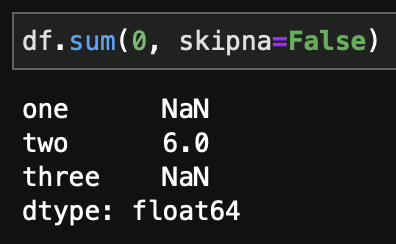 df.sum(0, skipna=False)
one      NaN
two      6.0
three    NaN
dtype: float64